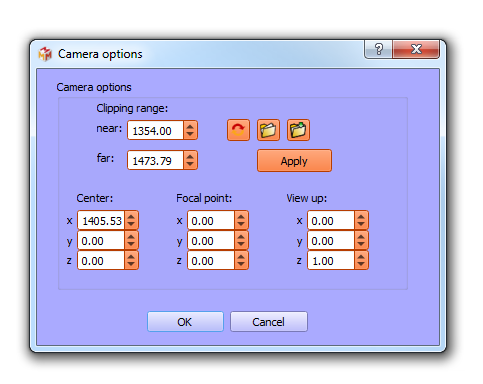 Camera options
?
Camera options
Clipping range:
near: 1354.00
far: 1473.79
Apply
Center: Focal point: View up:
x 1405.53 x 0.00 x 0.00
y 0.00 y 0.00 y 0.00
z 0.00 z 0.00 z 1.00
OK Cancel